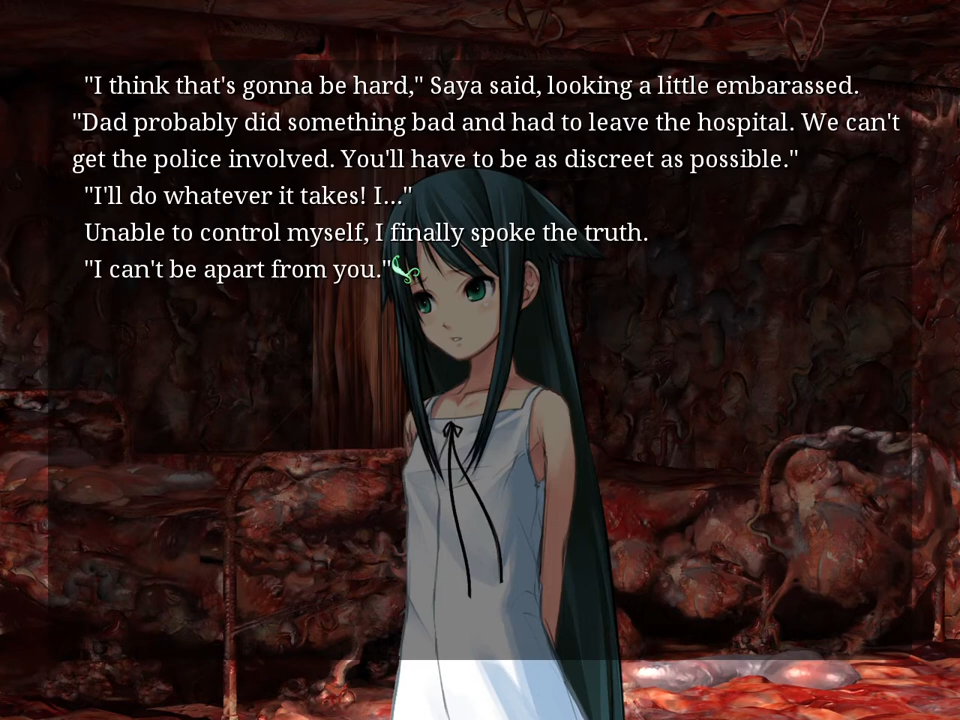 "I think that's gonna be hard," Saya said, looking a little embarassed.
"Dad probably did something bad and had to leave the hospital. We can't
get the police involved. You'll have to be as discreet as possible."
"I'll do whatever it takes! I..."
Unable to control myself, I finally spoke the truth.
"I can't be apart from you."